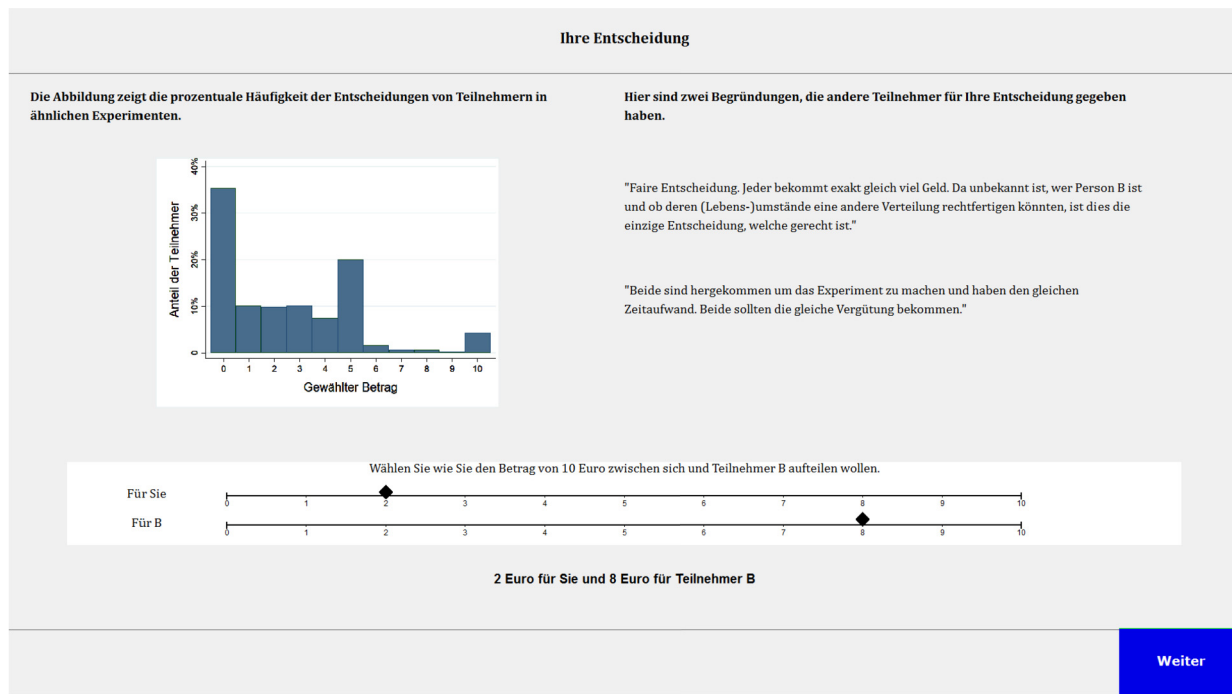 Ihre Entscheidung
Die Abbildung zeigt die prozentuale Häufigkeit der Entscheidungen von Teilnehmern in
ähnlichen Experimenten.
Hier sind zwei Begründungen, die andere Teilnehmer für Ihre Entscheidung gegeben
haben.
40%
30%
20%
10%
0
Anteil der Teilnehmer
0 1 2 3 4 5 6 7 8 9 10
Gewählter Betrag
"Faire Entscheidung. Jeder bekommt exakt gleich viel Geld. Da unbekannt ist, wer Person B ist
und ob deren (Lebens-)umstände eine andere Verteilung rechtfertigen könnten, ist dies die
einzige Entscheidung, welche gerecht ist."
"Beide sind hergekommen um das Experiment zu machen und haben den gleichen
Zeitaufwand. Beide sollten die gleiche Vergütung bekommen."
Wählen Sie wie Sie den Betrag von 10 Euro zwischen sich und Teilnehmer B aufteilen wollen.
Für Sie
0 1 2 3 4 5 6 7 8 9 10
Für B
0 1 2 3 4 5 6 7 8 9 10
2 Euro für Sie und 8 Euro für Teilnehmer B
Weiter